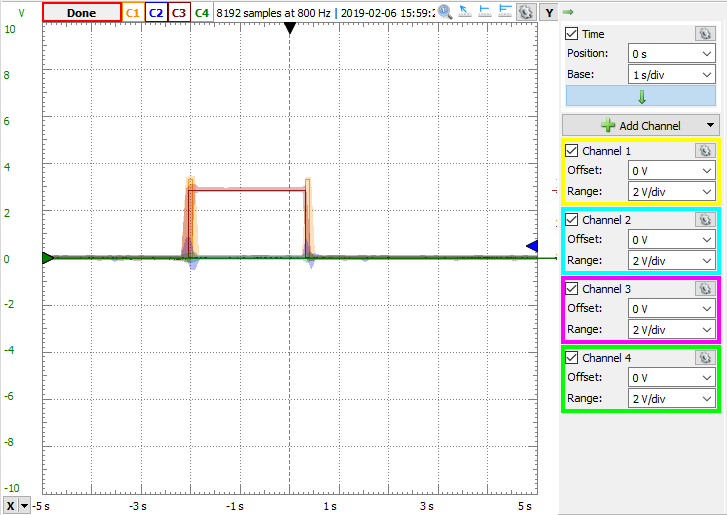 V Done C1 C2 C3 C4 8192 samples at 800 Hz | 2019-02-06 15:59:2 Y
10
8
6
4
2
0
-2
-4
-6
-8
-10
X -5 s -3 s -1 s 1 s 3 s 5 s
Time
Position: 0 s
Base: 1 s/div
Add Channel
Channel 1
Offset: 0 V
Range: 2 V/div
Channel 2
Offset: 0 V
Range: 2 V/div
Channel 3
Offset: 0 V
Range: 2 V/div
Channel 4
Offset: 0 V
Range: 2 V/div